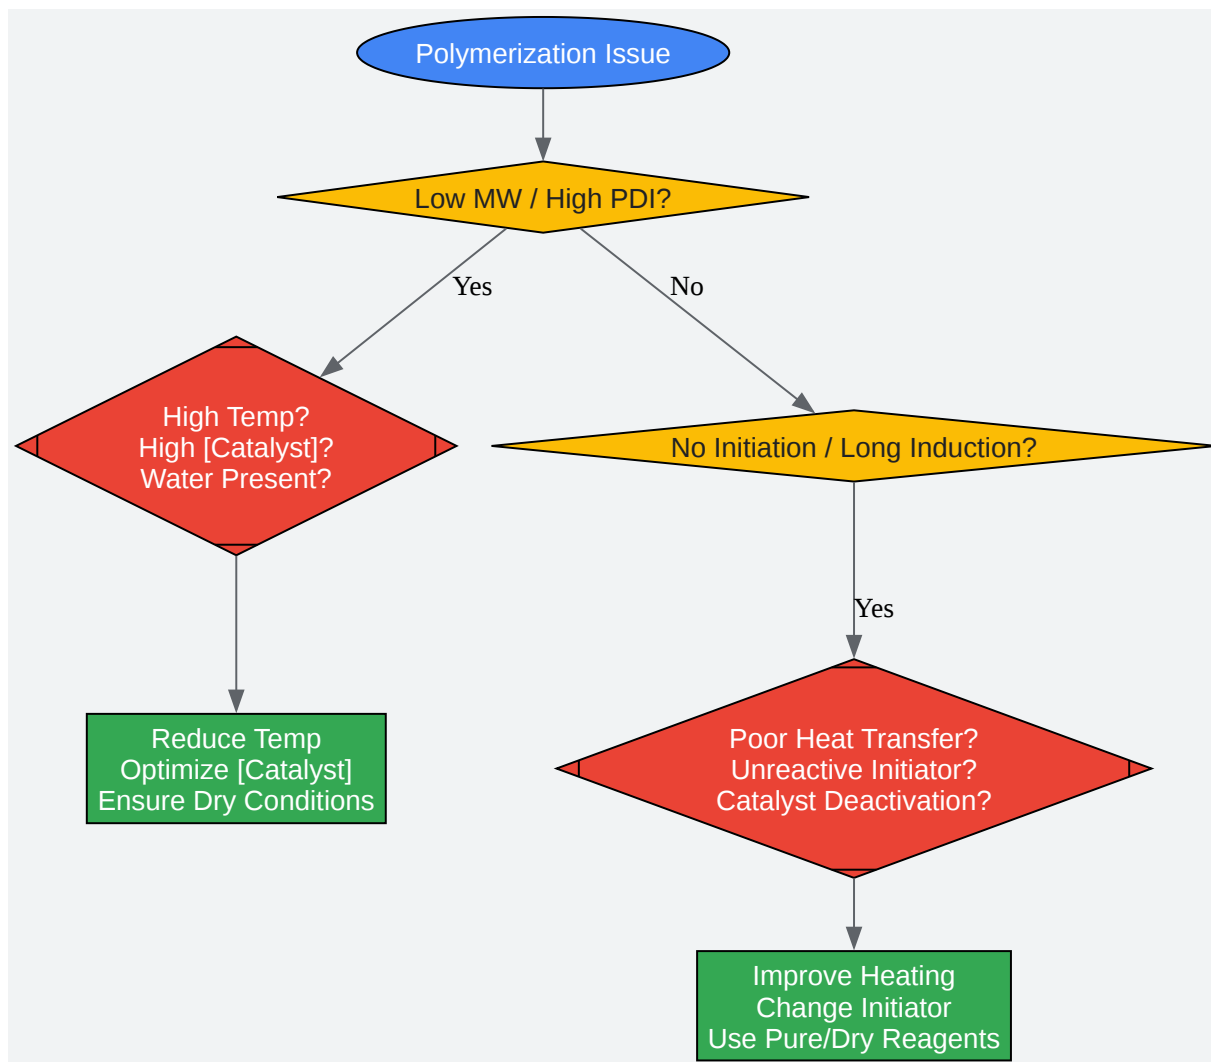 Polymerization Issue
Low MW / High PDI?
Yes
No
High Temp?
High [Catalyst]?
Water Present?
No Initiation / Long Induction?
Yes
Reduce Temp
Optimize [Catalyst]
Ensure Dry Conditions
Poor Heat Transfer?
Unreactive Initiator?
Catalyst Deactivation?
Improve Heating
Change Initiator
Use Pure/Dry Reagents